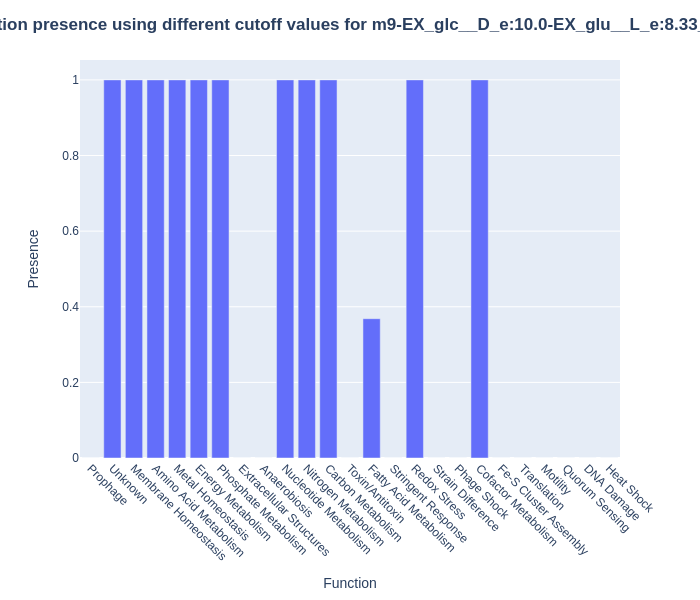 tion presence using different cutoff values for m9-EX_glc__D_e:10.0-EX_glu__L_e:8.33_
1
0.8
0.6
0.4
0.2
0
Presence
Prophage
Unknown
Membrane Homeostasis
Amino Acid Metabolism
Metal Homeostasis
Energy Metabolism
Phosphate Metabolism
Extracellular Structures
Anaerobiosis
Nucleotide Metabolism
Nitrogen Metabolism
Carbon Metabolism
Toxin/Antitoxin
Fatty Acid Metabolism
Stringent Response
Redox Stress
Strain Difference
Phage Shock
Cofactor Metabolism
Fe-S Cluster Assembly
Translation
Motility
Quorum Sensing
DNA Damage
Heat Shock
Function